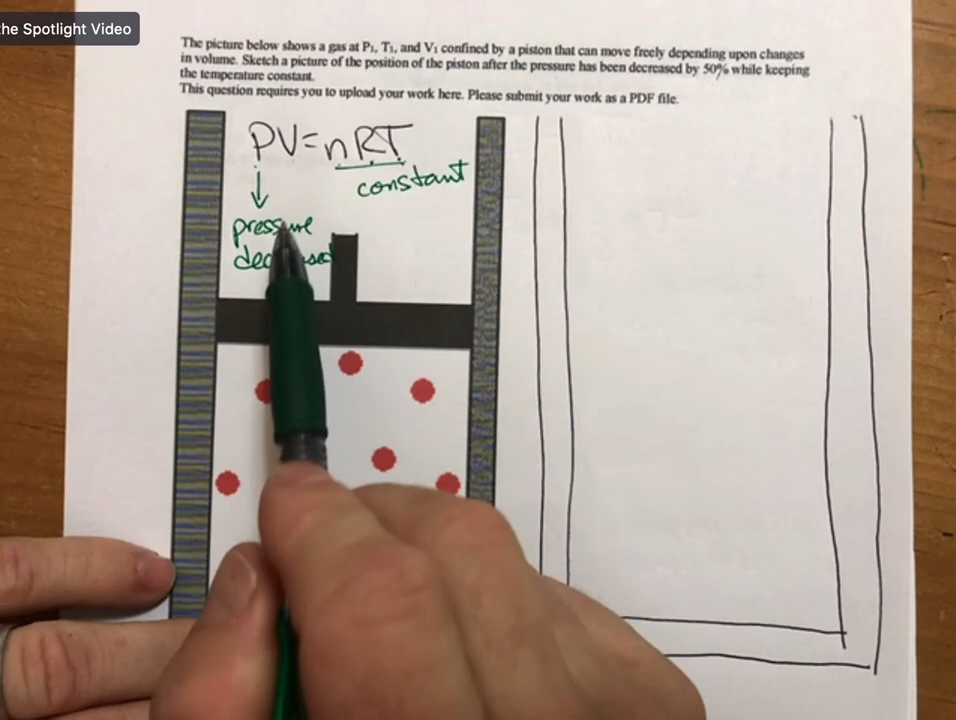 the Spotlight Video
The picture below shows a gas at P₁, T₁, and V₁ confined by a piston that can move freely depending upon changes
in volume. Sketch a picture of the position of the piston after the pressure has been decreased by 50% while keeping
the temperature constant.
This question requires you to upload your work here. Please submit your work as a PDF file.
PV=nRT
constant
pressure